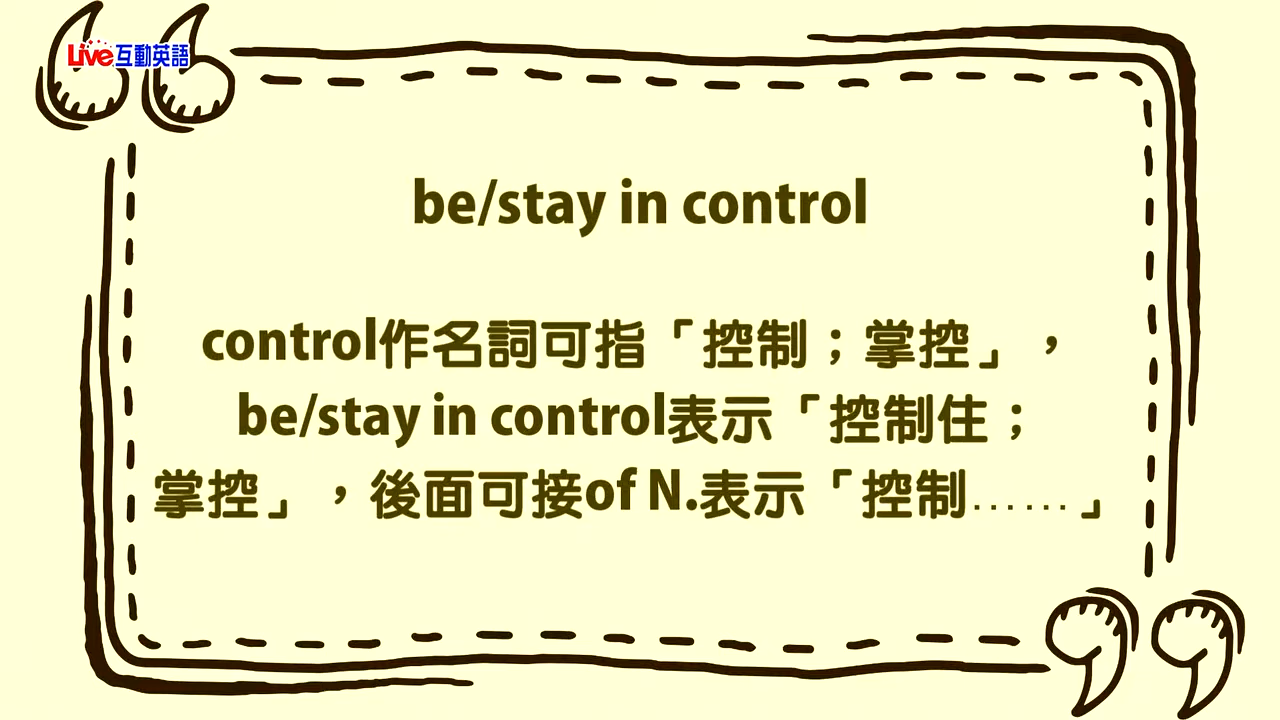 Live互動英語
be/stay in control
control作名詞可指「控制；掌控」，
be/stay in control表示「控制住；
掌控」，後面可接of N.表示「控制……」